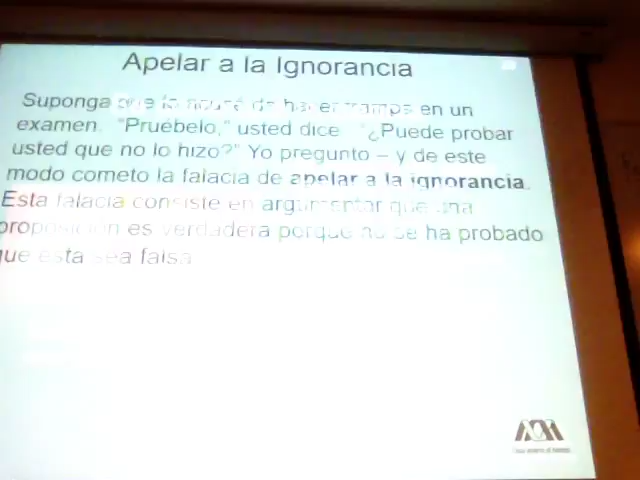 Apelar a la Ignorancia
Suponga que lo acusé de hacer trampa en un
examen. "Pruébelo," usted dice "¿Puede probar
usted que no lo hizo?" Yo pregunto – y de este
modo cometo la falacia de apelar a la ignorancia.
Esta falacia consiste en argumentar que una
proposición es verdadera porque no se ha probado
que esta sea falsa